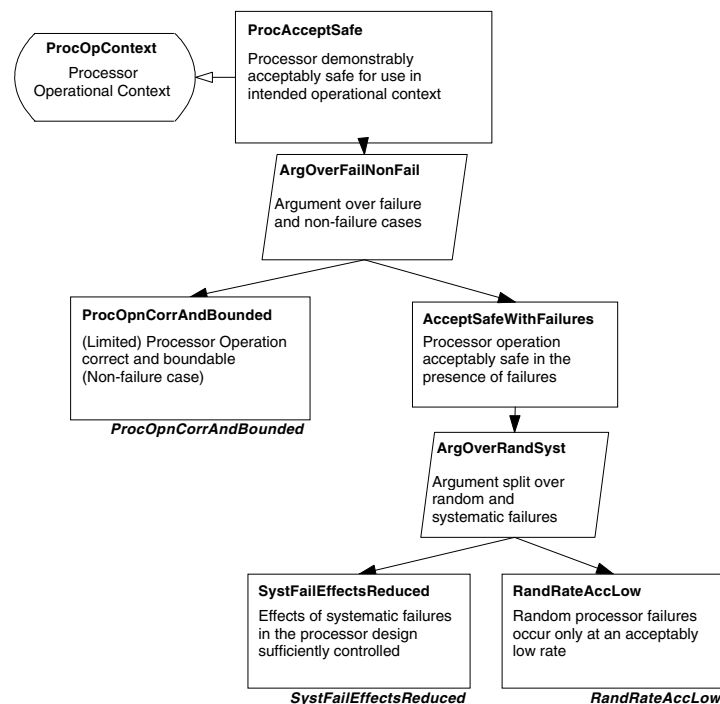 ProcOpContext
Processor
Operational Context
ProcAcceptSafe
Processor demonstrably
acceptably safe for use in
intended operational context
ArgOverFailNonFail
Argument over failure
and non-failure cases
ProcOpnCorrAndBounded
(Limited) Processor Operation
correct and boundable
(Non-failure case)
ProcOpnCorrAndBounded
AcceptSafeWithFailures
Processor operation
acceptably safe in the
presence of failures
ArgOverRandSyst
Argument split over
random and
systematic failures
SystFailEffectsReduced
Effects of systematic failures
in the processor design
sufficiently controlled
SystFailEffectsReduced
RandRateAccLow
Random processor failures
occur only at an acceptably
low rate
RandRateAccLow